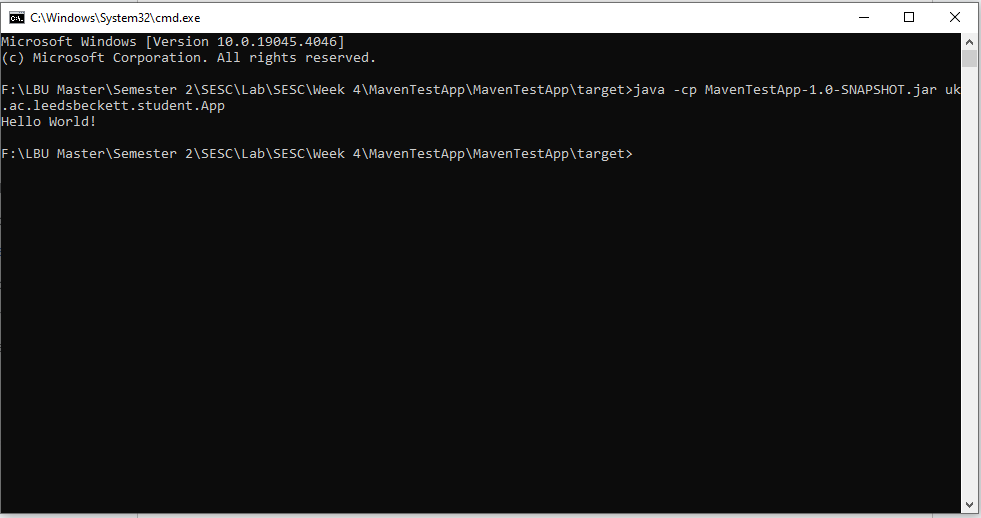 C:\Windows\System32\cmd.exe
Microsoft Windows [Version 10.0.19045.4046]
(c) Microsoft Corporation. All rights reserved.
F:\LBU Master\Semester 2\SESC\Lab\SESC\Week 4\MavenTestApp\MavenTestApp\target>java -cp MavenTestApp-1.0-SNAPSHOT.jar uk
.ac.leedsbeckett.student.App
Hello World!
F:\LBU Master\Semester 2\SESC\Lab\SESC\Week 4\MavenTestApp\MavenTestApp\target>